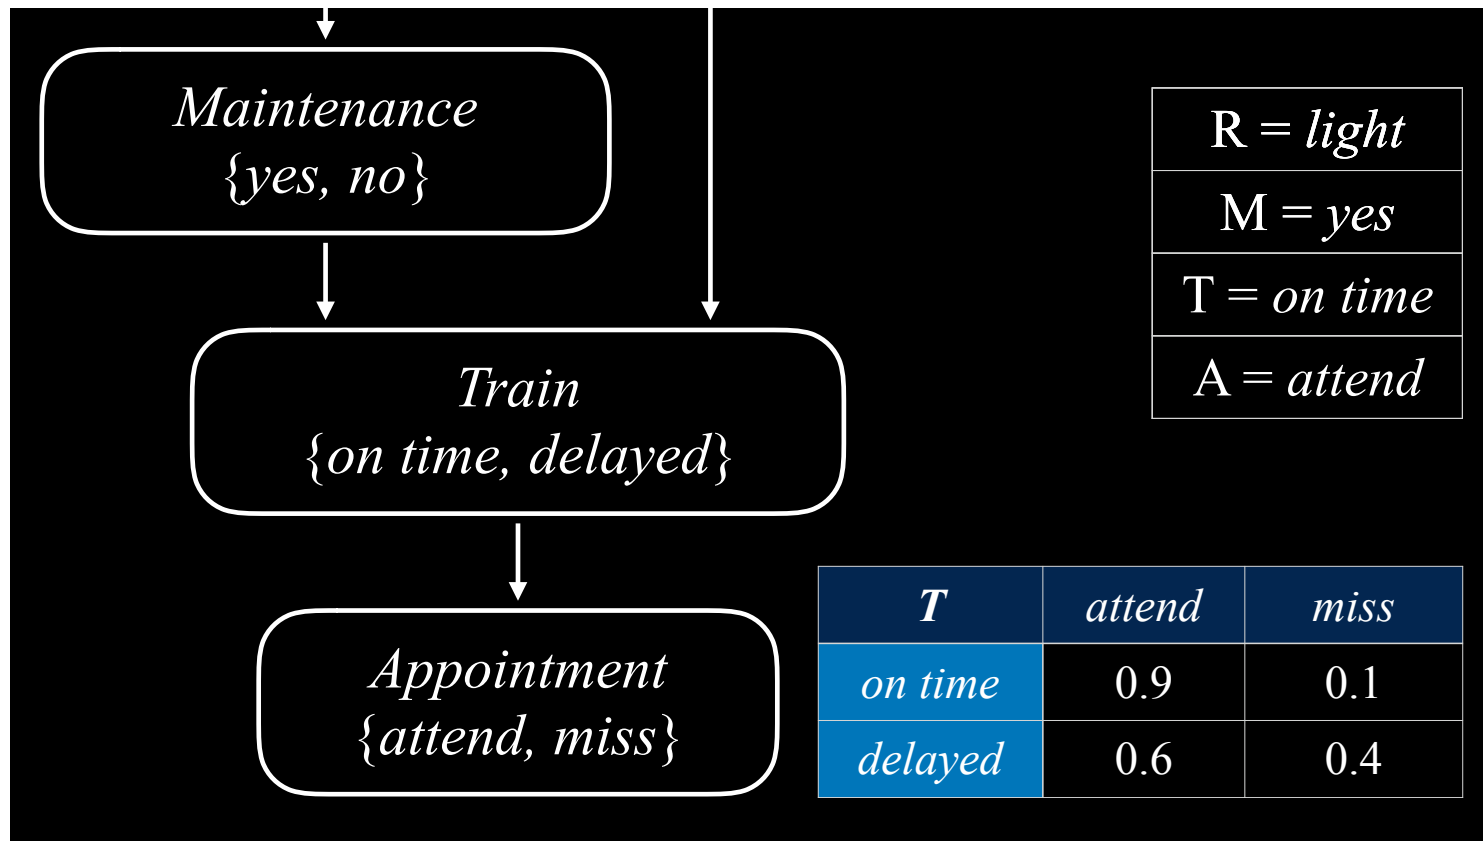 Maintenance
{yes, no}
R = light
M = yes
T = on time
A = attend
Train
{on time, delayed}
Appointment
{attend, miss}
T attend miss
on time 0.9 0.1
delayed 0.6 0.4